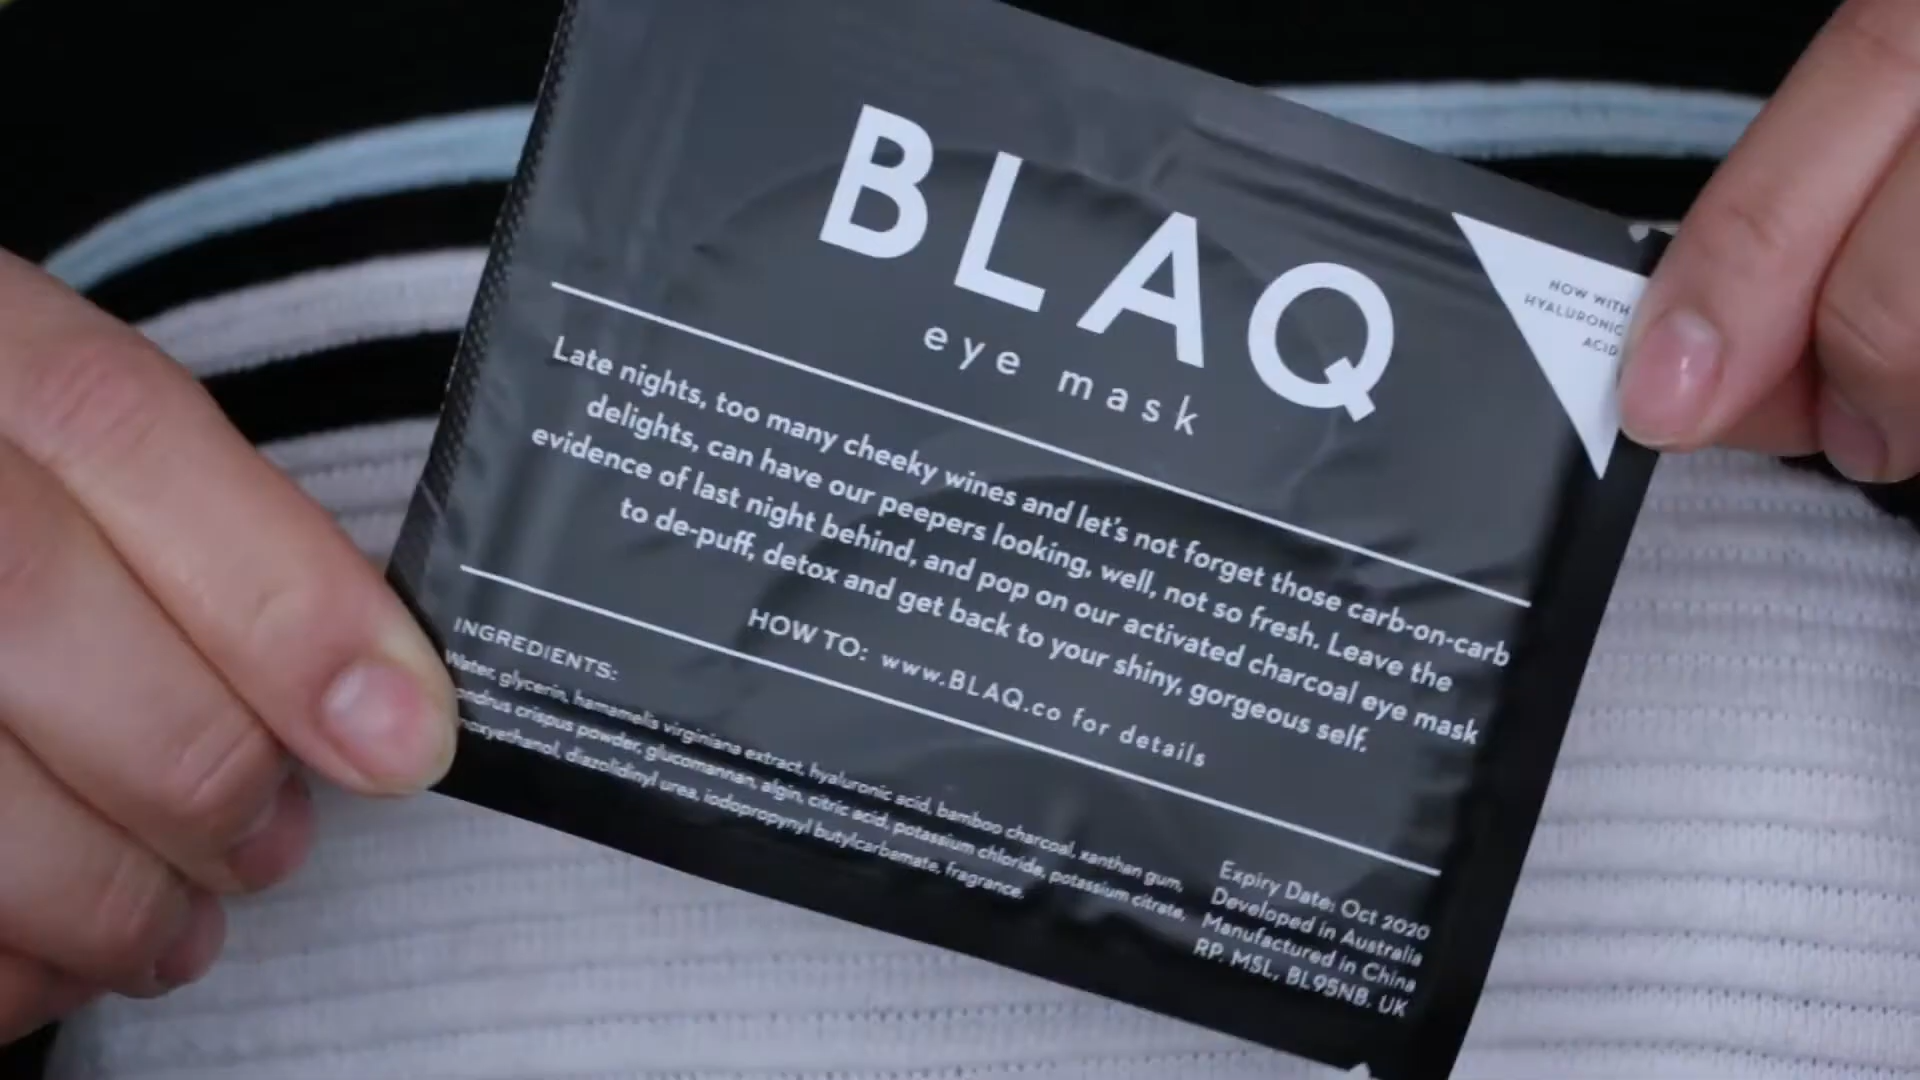 BLAQ
eye mask
NOW WITH
HYALURONIC
ACID
Late nights, too many cheeky wines and let's not forget those carb-on-carb
delights, can have our peepers looking, well, not so fresh. Leave the
evidence of last night behind, and pop on our activated charcoal eye mask
to de-puff, detox and get back to your shiny, gorgeous self.
HOW TO: www.BLAQ.co for details
INGREDIENTS:
Water, glycerin, hamamelis virginiana extract, hyaluronic acid, bamboo charcoal, xanthan gum,
crispus powder, glucomannan, algin, citric acid, potassium chloride, potassium citrate,
diazolidinyl urea, iodopropynyl butylcarbamate, fragrance.
Expiry Date: Oct 2020
Developed in Australia
Manufactured in China
RP. MSL, BL95NB. UK